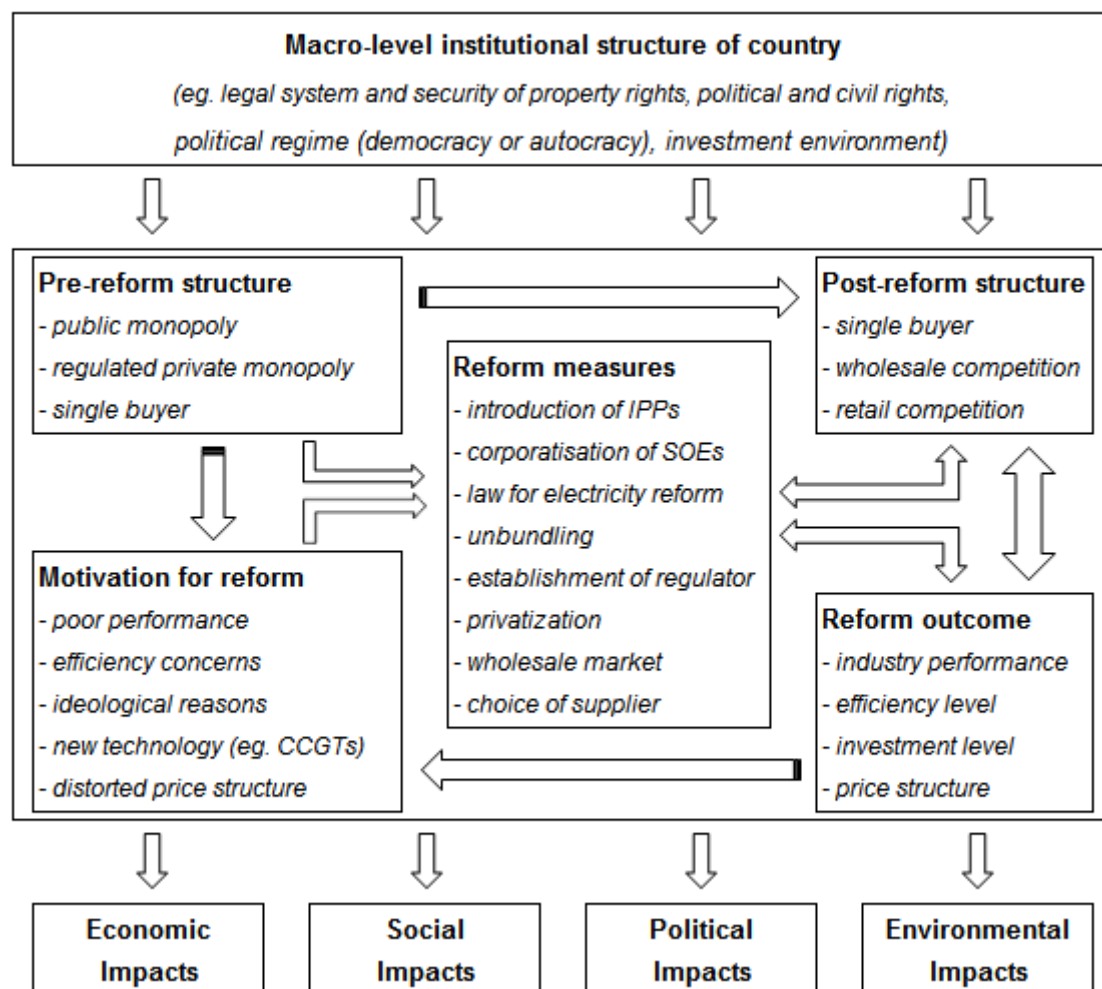 Macro-level institutional structure of country
(eg. legal system and security of property rights, political and civil rights,
political regime (democracy or autocracy), investment environment)
Pre-reform structure
- public monopoly
- regulated private monopoly
- single buyer
Post-reform structure
- single buyer
- wholesale competition
- retail competition
Reform measures
- introduction of IPPs
- corporatisation of SOEs
- law for electricity reform
- unbundling
- establishment of regulator
- privatization
- wholesale market
- choice of supplier
Motivation for reform
- poor performance
- efficiency concerns
- ideological reasons
- new technology (eg. CCGTs)
- distorted price structure
Reform outcome
- industry performance
- efficiency level
- investment level
- price structure
Economic
Impacts
Social
Impacts
Political
Impacts
Environmental
Impacts